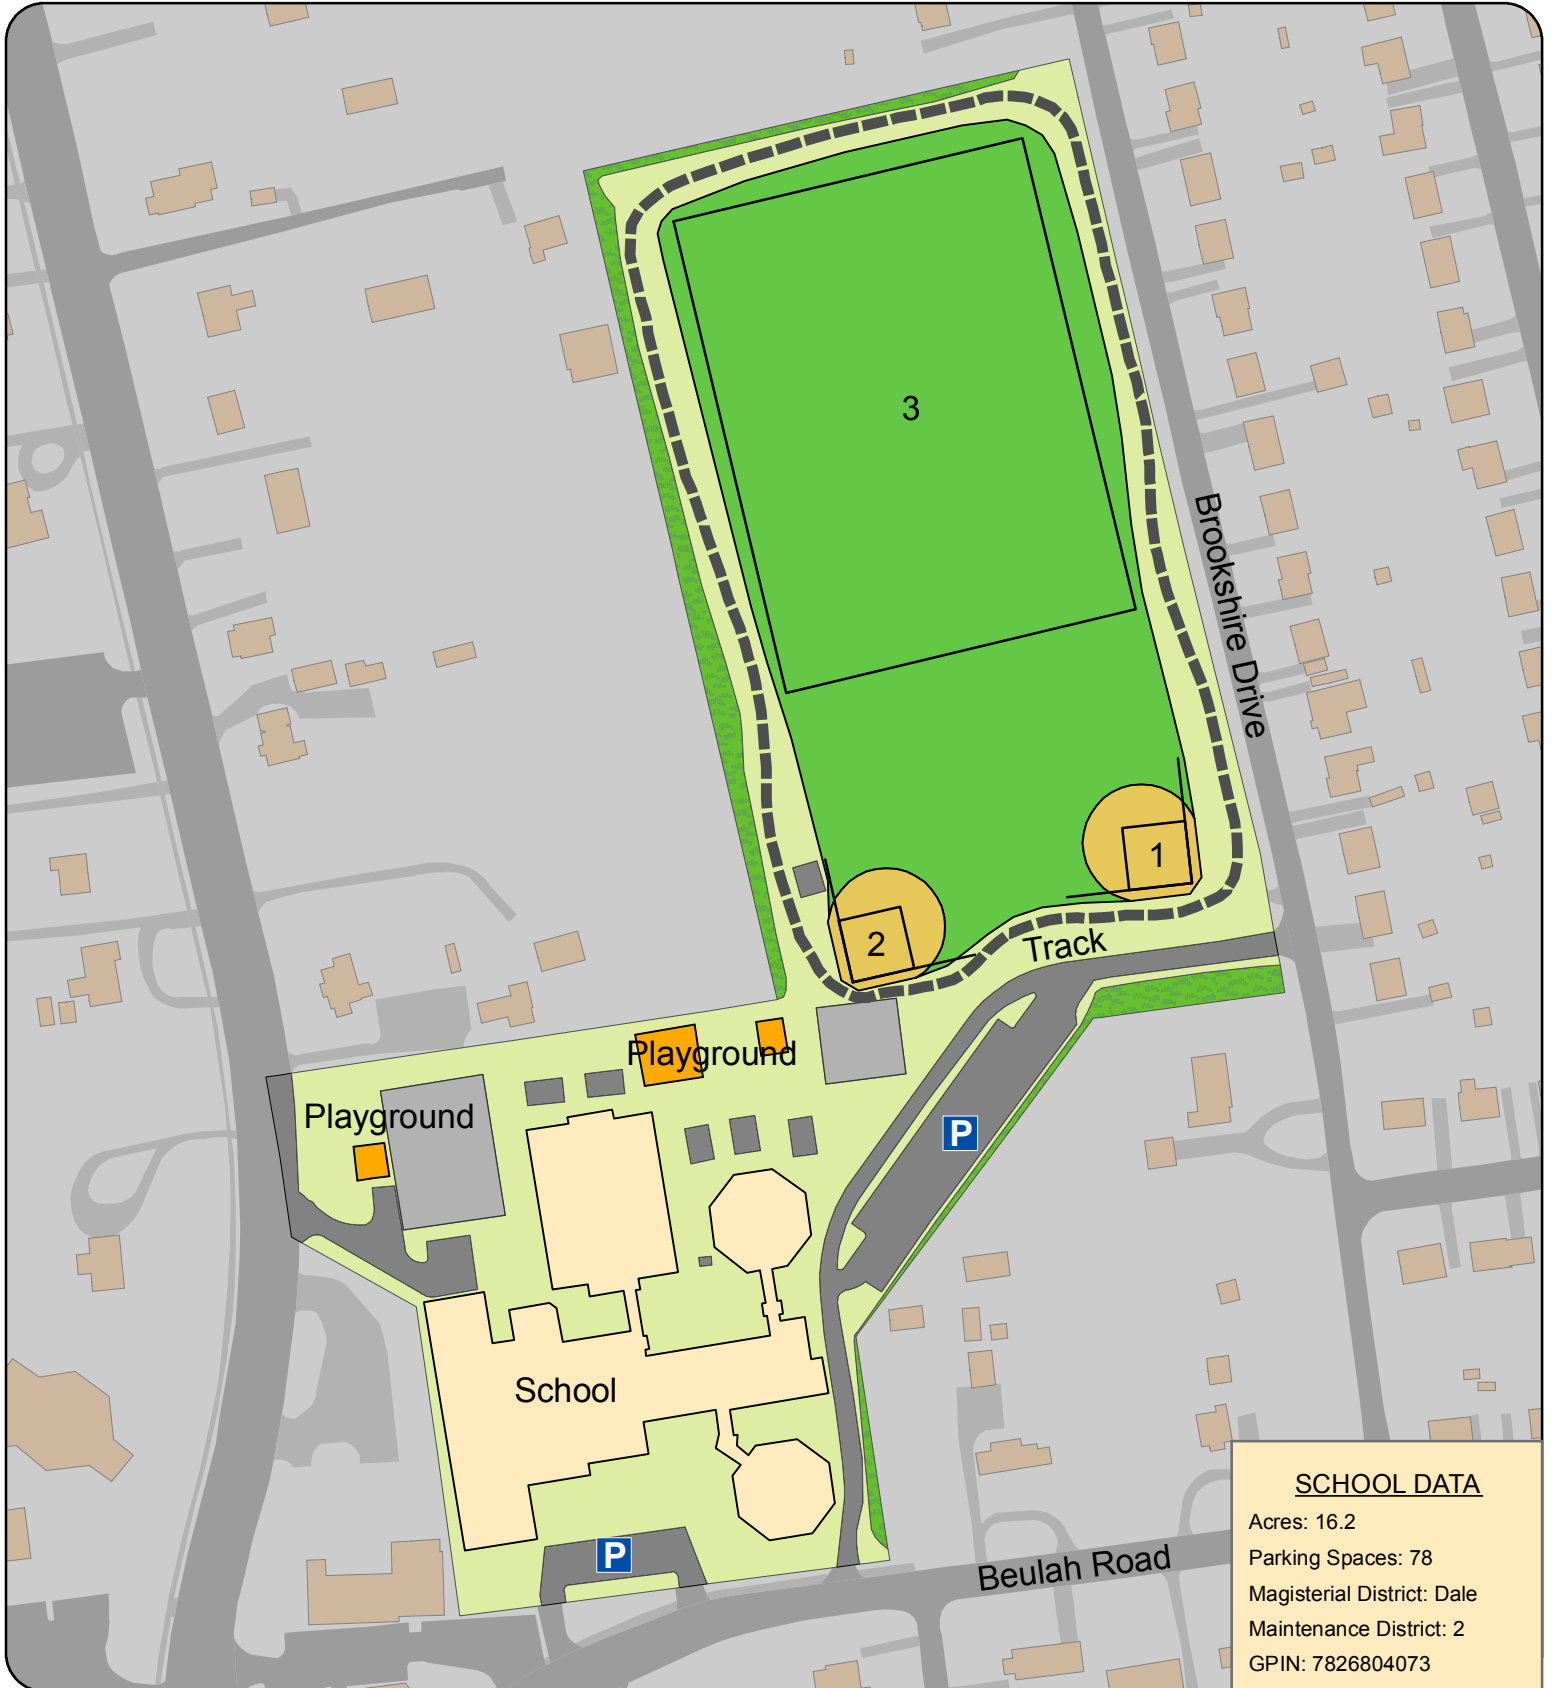 3
Brookshire Drive
1
2
Track
Playground
Playground
P
School
P
Beulah Road
SCHOOL DATA
Acres: 16.2
Parking Spaces: 78
Magisterial District: Dale
Maintenance District: 2
GPIN: 7826804073